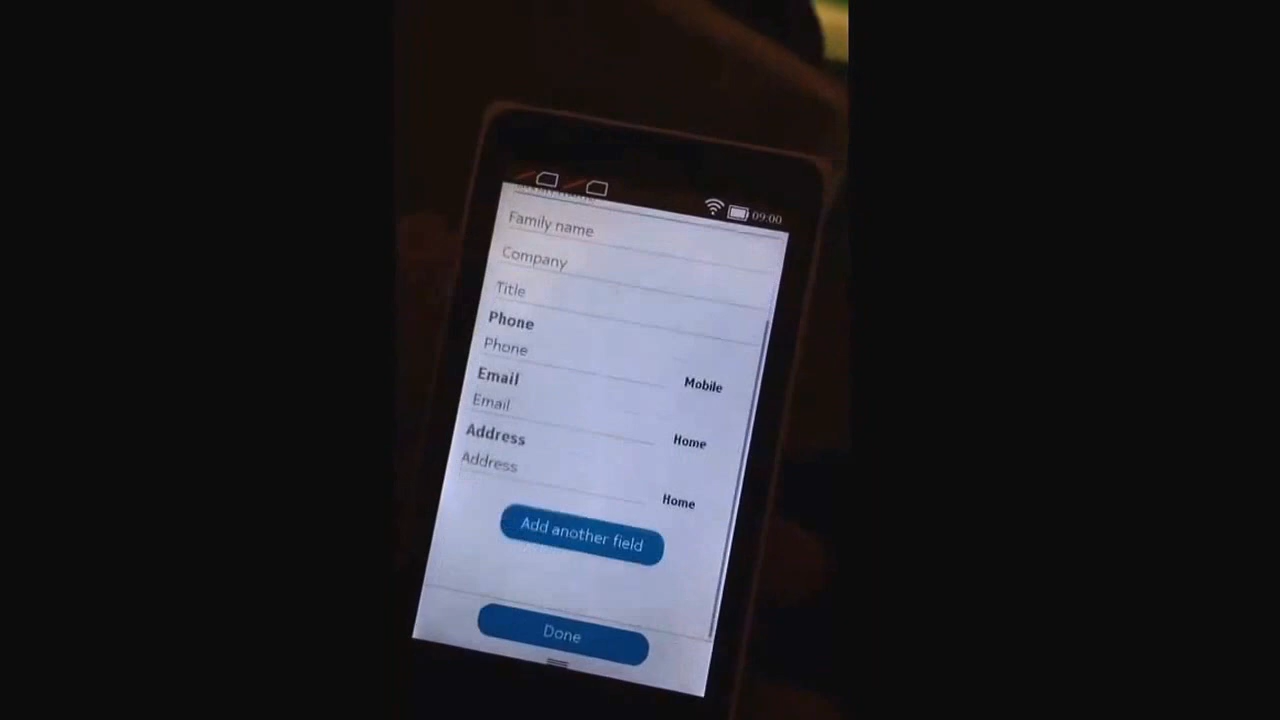 09:00
Family name
Company
Title
Phone
Phone
Mobile
Email
Email
Home
Address
Address
Home
Add another field
Done